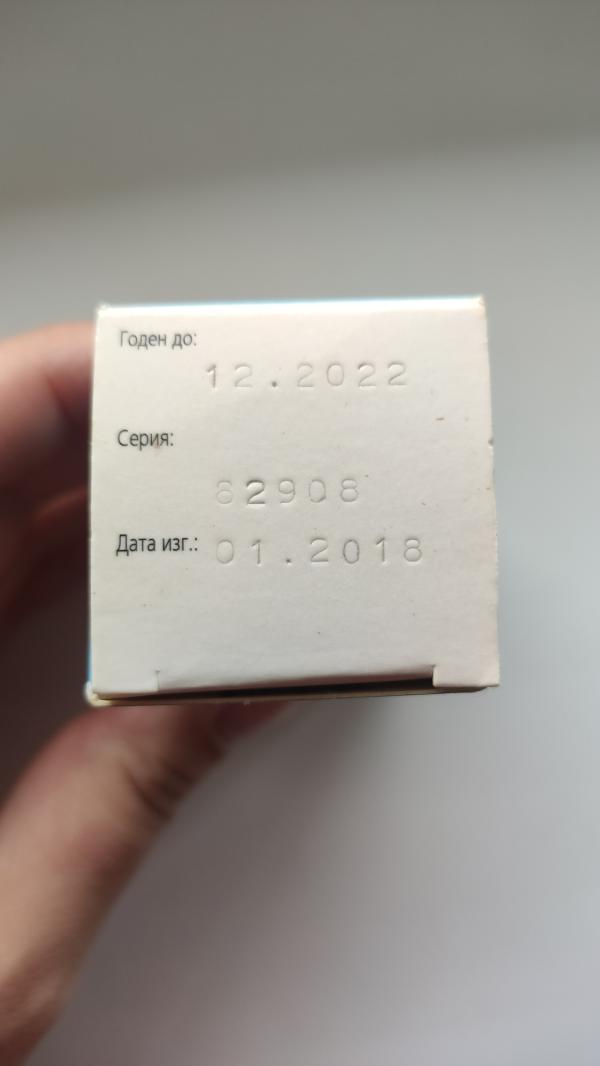 Годен до:
12.2022
Серия:
82908
Дата изг.: 01.2018